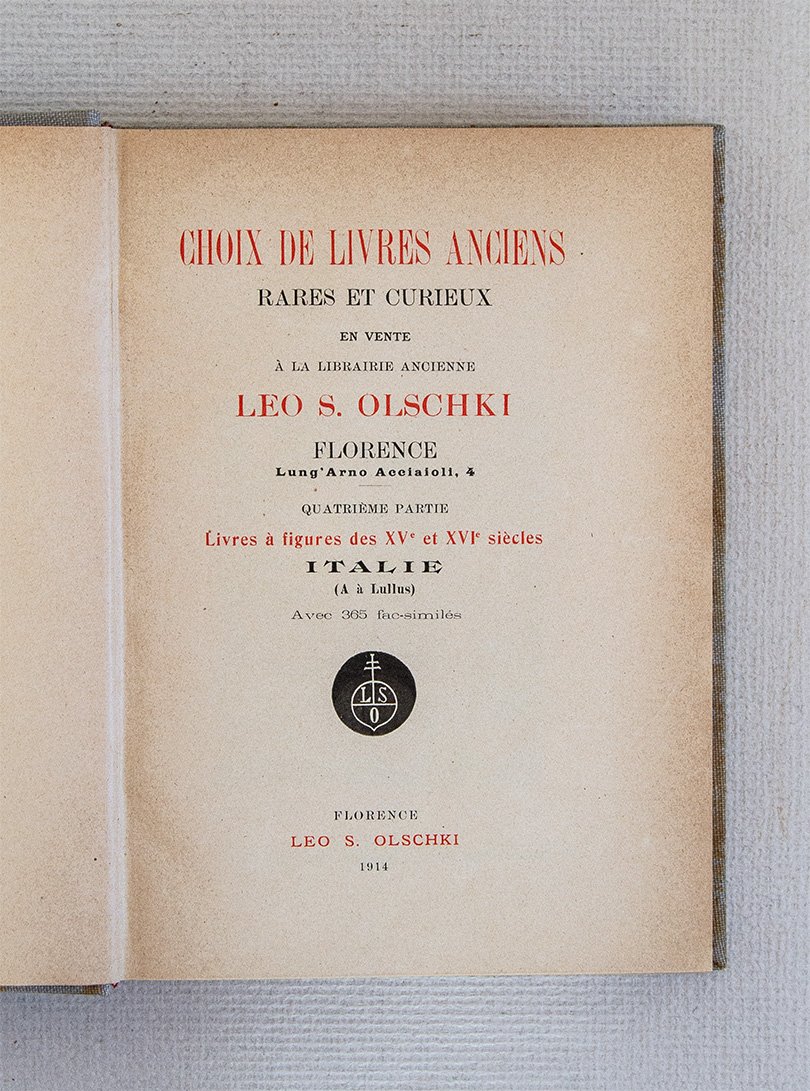 CHOIX DE LIVRES ANCIENS
RARES ET CURIEUX
EN VENTE
À LA LIBRAIRIE ANCIENNE
LEO S. OLSCHKI
FLORENCE
Lung'Arno Acciaioli, 4
QUATRIÈME PARTIE
Livres à figures des XVe et XVIe siècles
ITALIE
(A à Lullus)
Avec 365 fac-similés
L S
O
FLORENCE
LEO S. OLSCHKI
1914